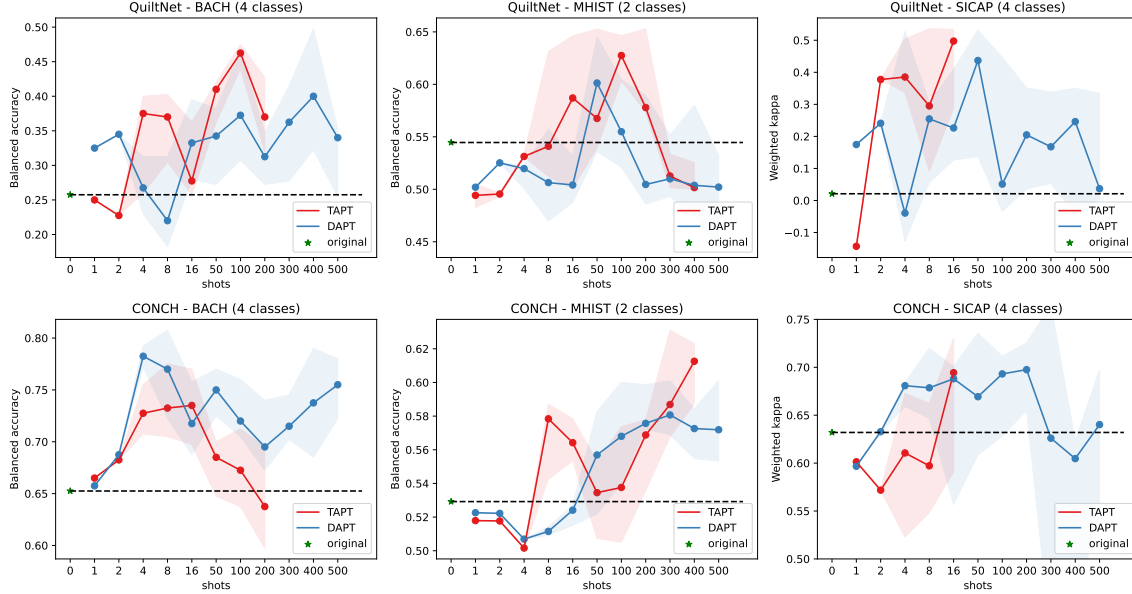 QuiltNet - BACH (4 classes)
Balanced accuracy
0.50
0.45
0.40
0.35
0.30
0.25
0.20
0 1 2 4 8 16 50 100 200 300 400 500
shots
TAPT
DAPT
original
QuiltNet - MHIST (2 classes)
Balanced accuracy
0.65
0.60
0.55
0.50
0.45
0 1 2 4 8 16 50 100 200 300 400 500
shots
TAPT
DAPT
original
QuiltNet - SICAP (4 classes)
Weighted kappa
0.5
0.4
0.3
0.2
0.1
0.0
−0.1
0 1 2 4 8 16 50 100 200 300 400 500
shots
TAPT
DAPT
original
CONCH - BACH (4 classes)
Balanced accuracy
0.80
0.75
0.70
0.65
0.60
0 1 2 4 8 16 50 100 200 300 400 500
shots
TAPT
DAPT
original
CONCH - MHIST (2 classes)
Balanced accuracy
0.62
0.60
0.58
0.56
0.54
0.52
0.50
0 1 2 4 8 16 50 100 200 300 400 500
shots
TAPT
DAPT
original
CONCH - SICAP (4 classes)
Weighted kappa
0.75
0.70
0.65
0.60
0.55
0.50
0 1 2 4 8 16 50 100 200 300 400 500
shots
TAPT
DAPT
original